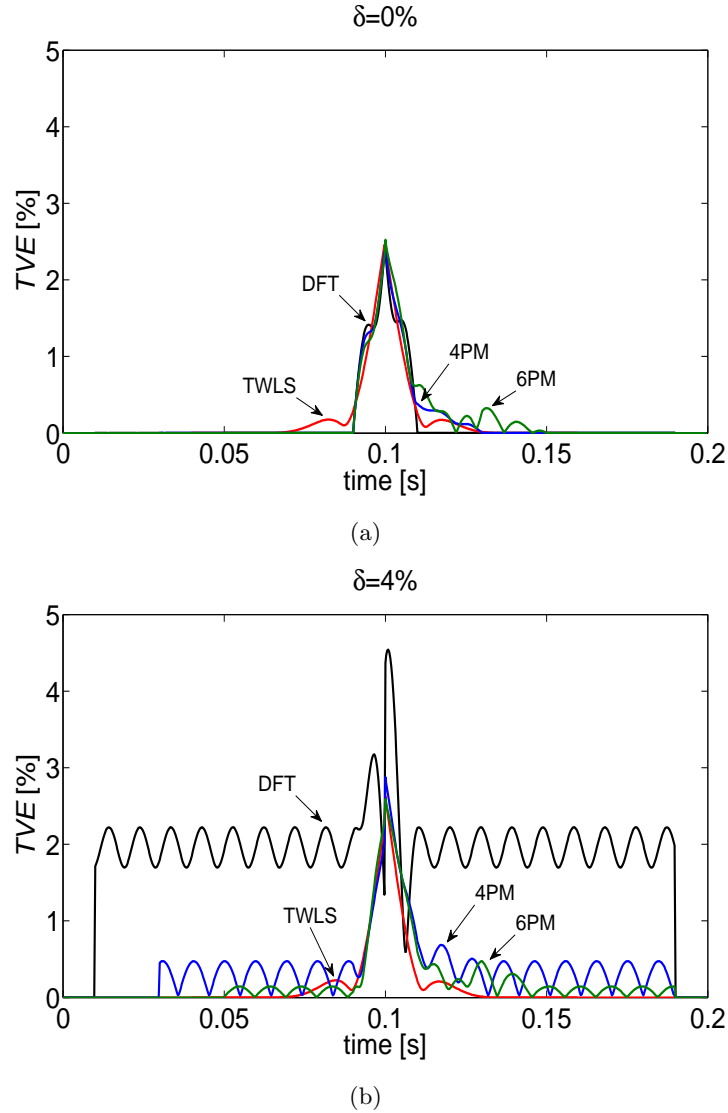 δ=0%
5
4
3
2
1
0
TVE [%]
DFT
4PM
TWLS
6PM
0
0.05
0.1
0.15
0.2
time [s]
(a)
δ=4%
5
4
3
2
1
0
TVE [%]
DFT
TWLS
4PM
6PM
0
0.05
0.1
0.15
0.2
time [s]
(b)